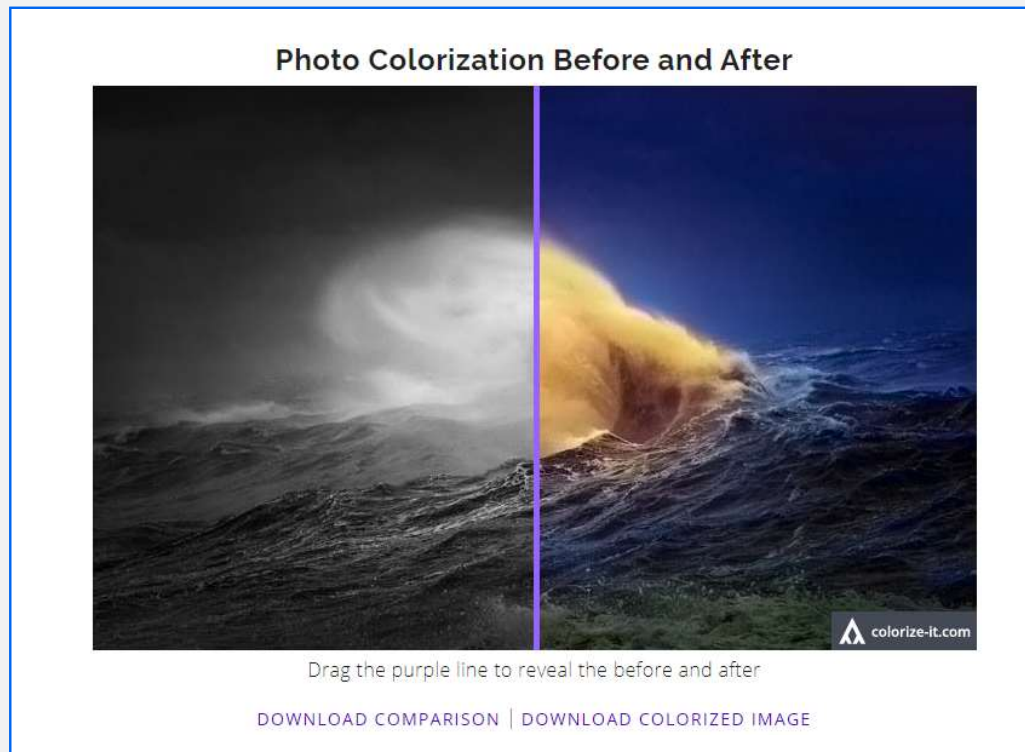 Photo Colorization Before and After
colorize-it.com
Drag the purple line to reveal the before and after
DOWNLOAD COMPARISON | DOWNLOAD COLORIZED IMAGE